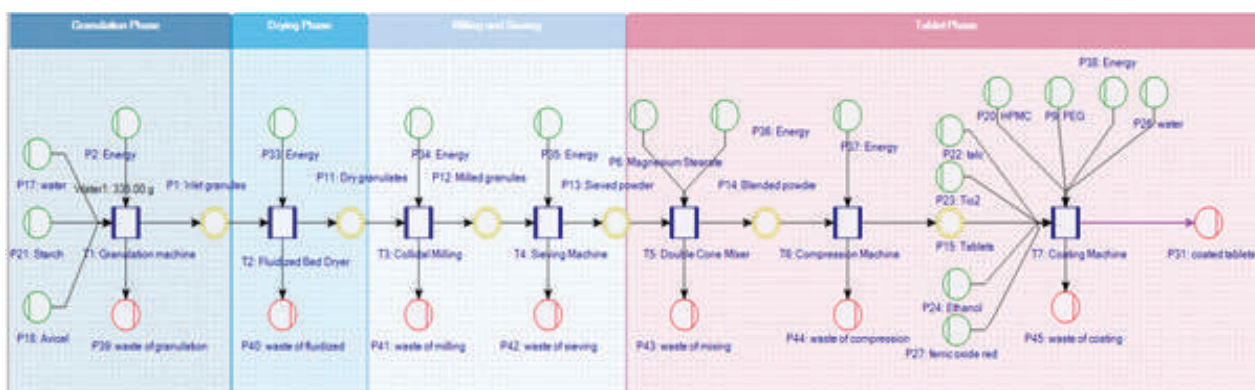 Granulation Phase
Drying Phase
Milling and Sieving
Tablet Phase
P38: Energy
P20: HPMC
P9: PEG
P26: water
P2: Energy
P33: Energy
P34: Energy
P35: Energy
P36: Energy
P37: Energy
P22: talc
P17: water
Water1: 335.00 g
P1: Inlet granules
P11: Dry granulates
P12: Milled granules
P13: Sieved powder
P6: Magnesium Stearate
P14: Blended powder
P23: Tio2
P21: Starch
T1: Granulation machine
T2: Fluidized Bed Dryer
T3: Collidal Milling
T4: Sieving Machine
T5: Double Cone Mixer
T6: Compression Machine
P15: Tablets
T7: Coating Machine
P31: coated tablets
P18: Avicel
P24: Ethanol
P39: waste of granulation
P40: waste of fluidized
P41: waste of milling
P42: waste of sieving
P43: waste of mixing
P44: waste of compression
P27: ferric oxide red
P45: waste of coating